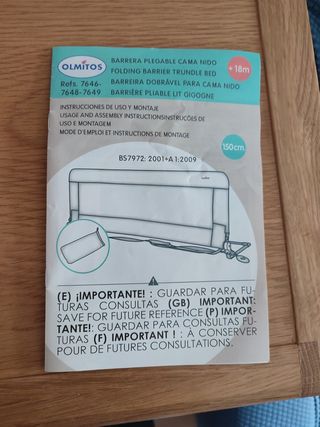 OLMITOS
Refs. 7646-
7648-7649
BARRERA PLEGABLE CAMA NIDO
FOLDING BARRIER TRUNDLE BED
BARREIRA DOBRÁVEL PARA CAMA NIDO
BARRIÈRE PLIABLE LIT GIGOGNE
+18m
INSTRUCCIONES DE USO Y MONTAJE
USAGE AND ASSEMBLY INSTRUCTIONSINSTRUCÕES DE
USO E MONTAGEM
MODE D'EMPLOI ET INSTRUCTIONS DE MONTAGE
150cm
BS7972: 2001+A1:2009
(E) ¡IMPORTANTE! : GUARDAR PARA FU-
TURAS CONSULTAS (GB) IMPORTANT:
SAVE FOR FUTURE REFERENCE (P) IMPOR-
TANTE!: GUARDAR PARA CONSULTAS FU-
TURAS (F) IMPORTANT ! : À CONSERVER
POUR DE FUTURES CONSULTATIONS.